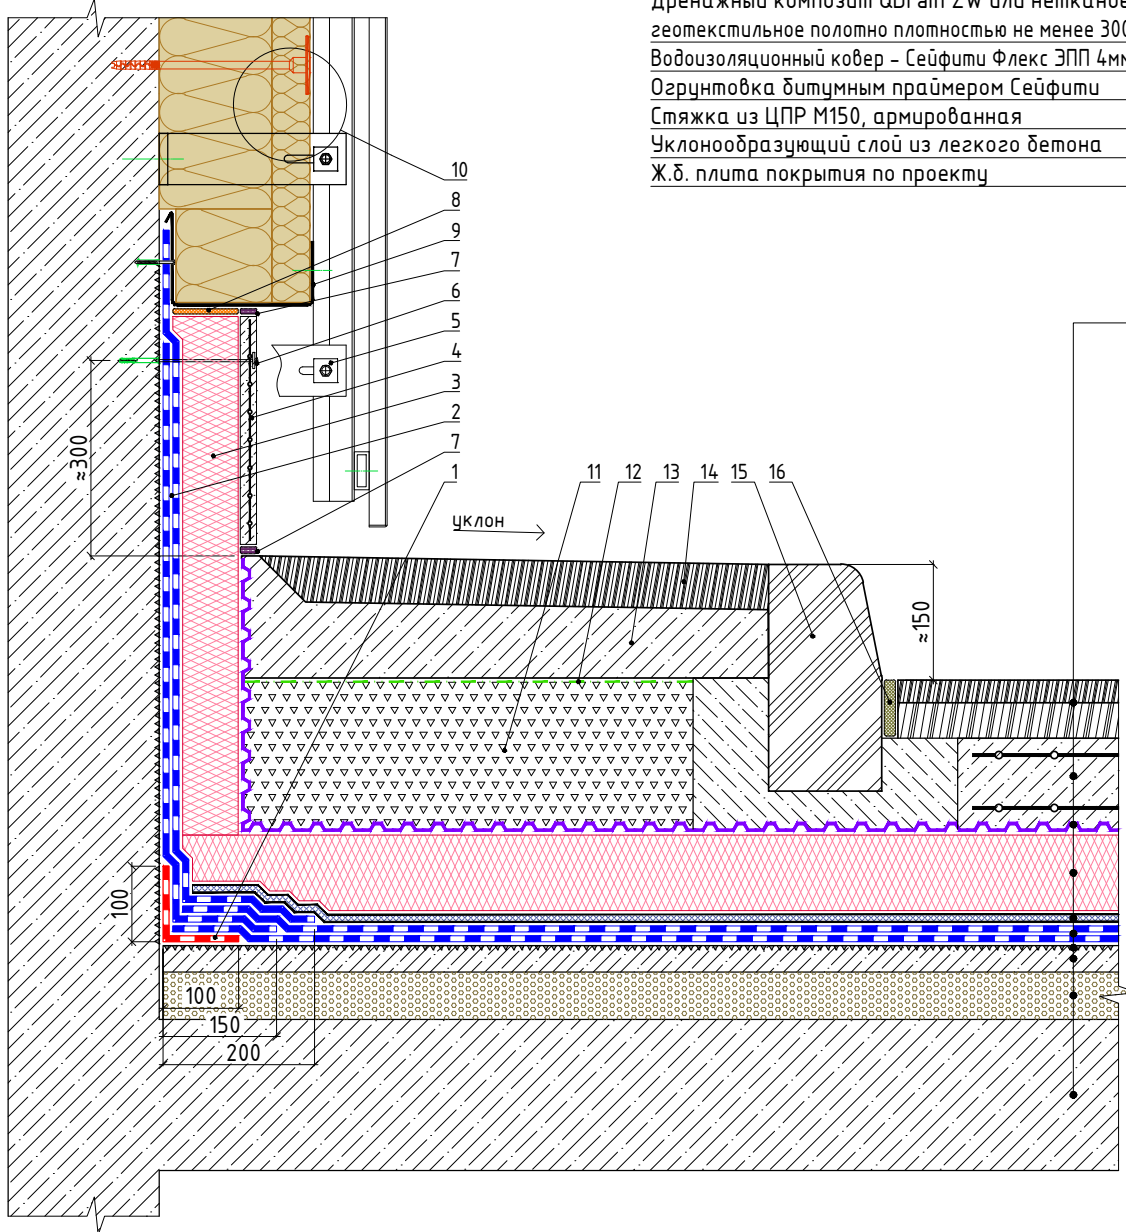 Дренажный композит QDrain ZW или нетканое
геотекстильное полотно плотностью не менее 300
Водоизоляционный ковер – Сейфити Флекс ЭПП 4мм
Огрунтовка битумным праймером Сейфити
Стяжка из ЦПР М150, армированная
Уклонообразующий слой из легкого бетона
Ж.б. плита покрытия по проекту
10
8
9
7
6
5
4
3
2
7
1
11 12 13 14 15 16
≈300
уклон
≈150
100
100
150
200